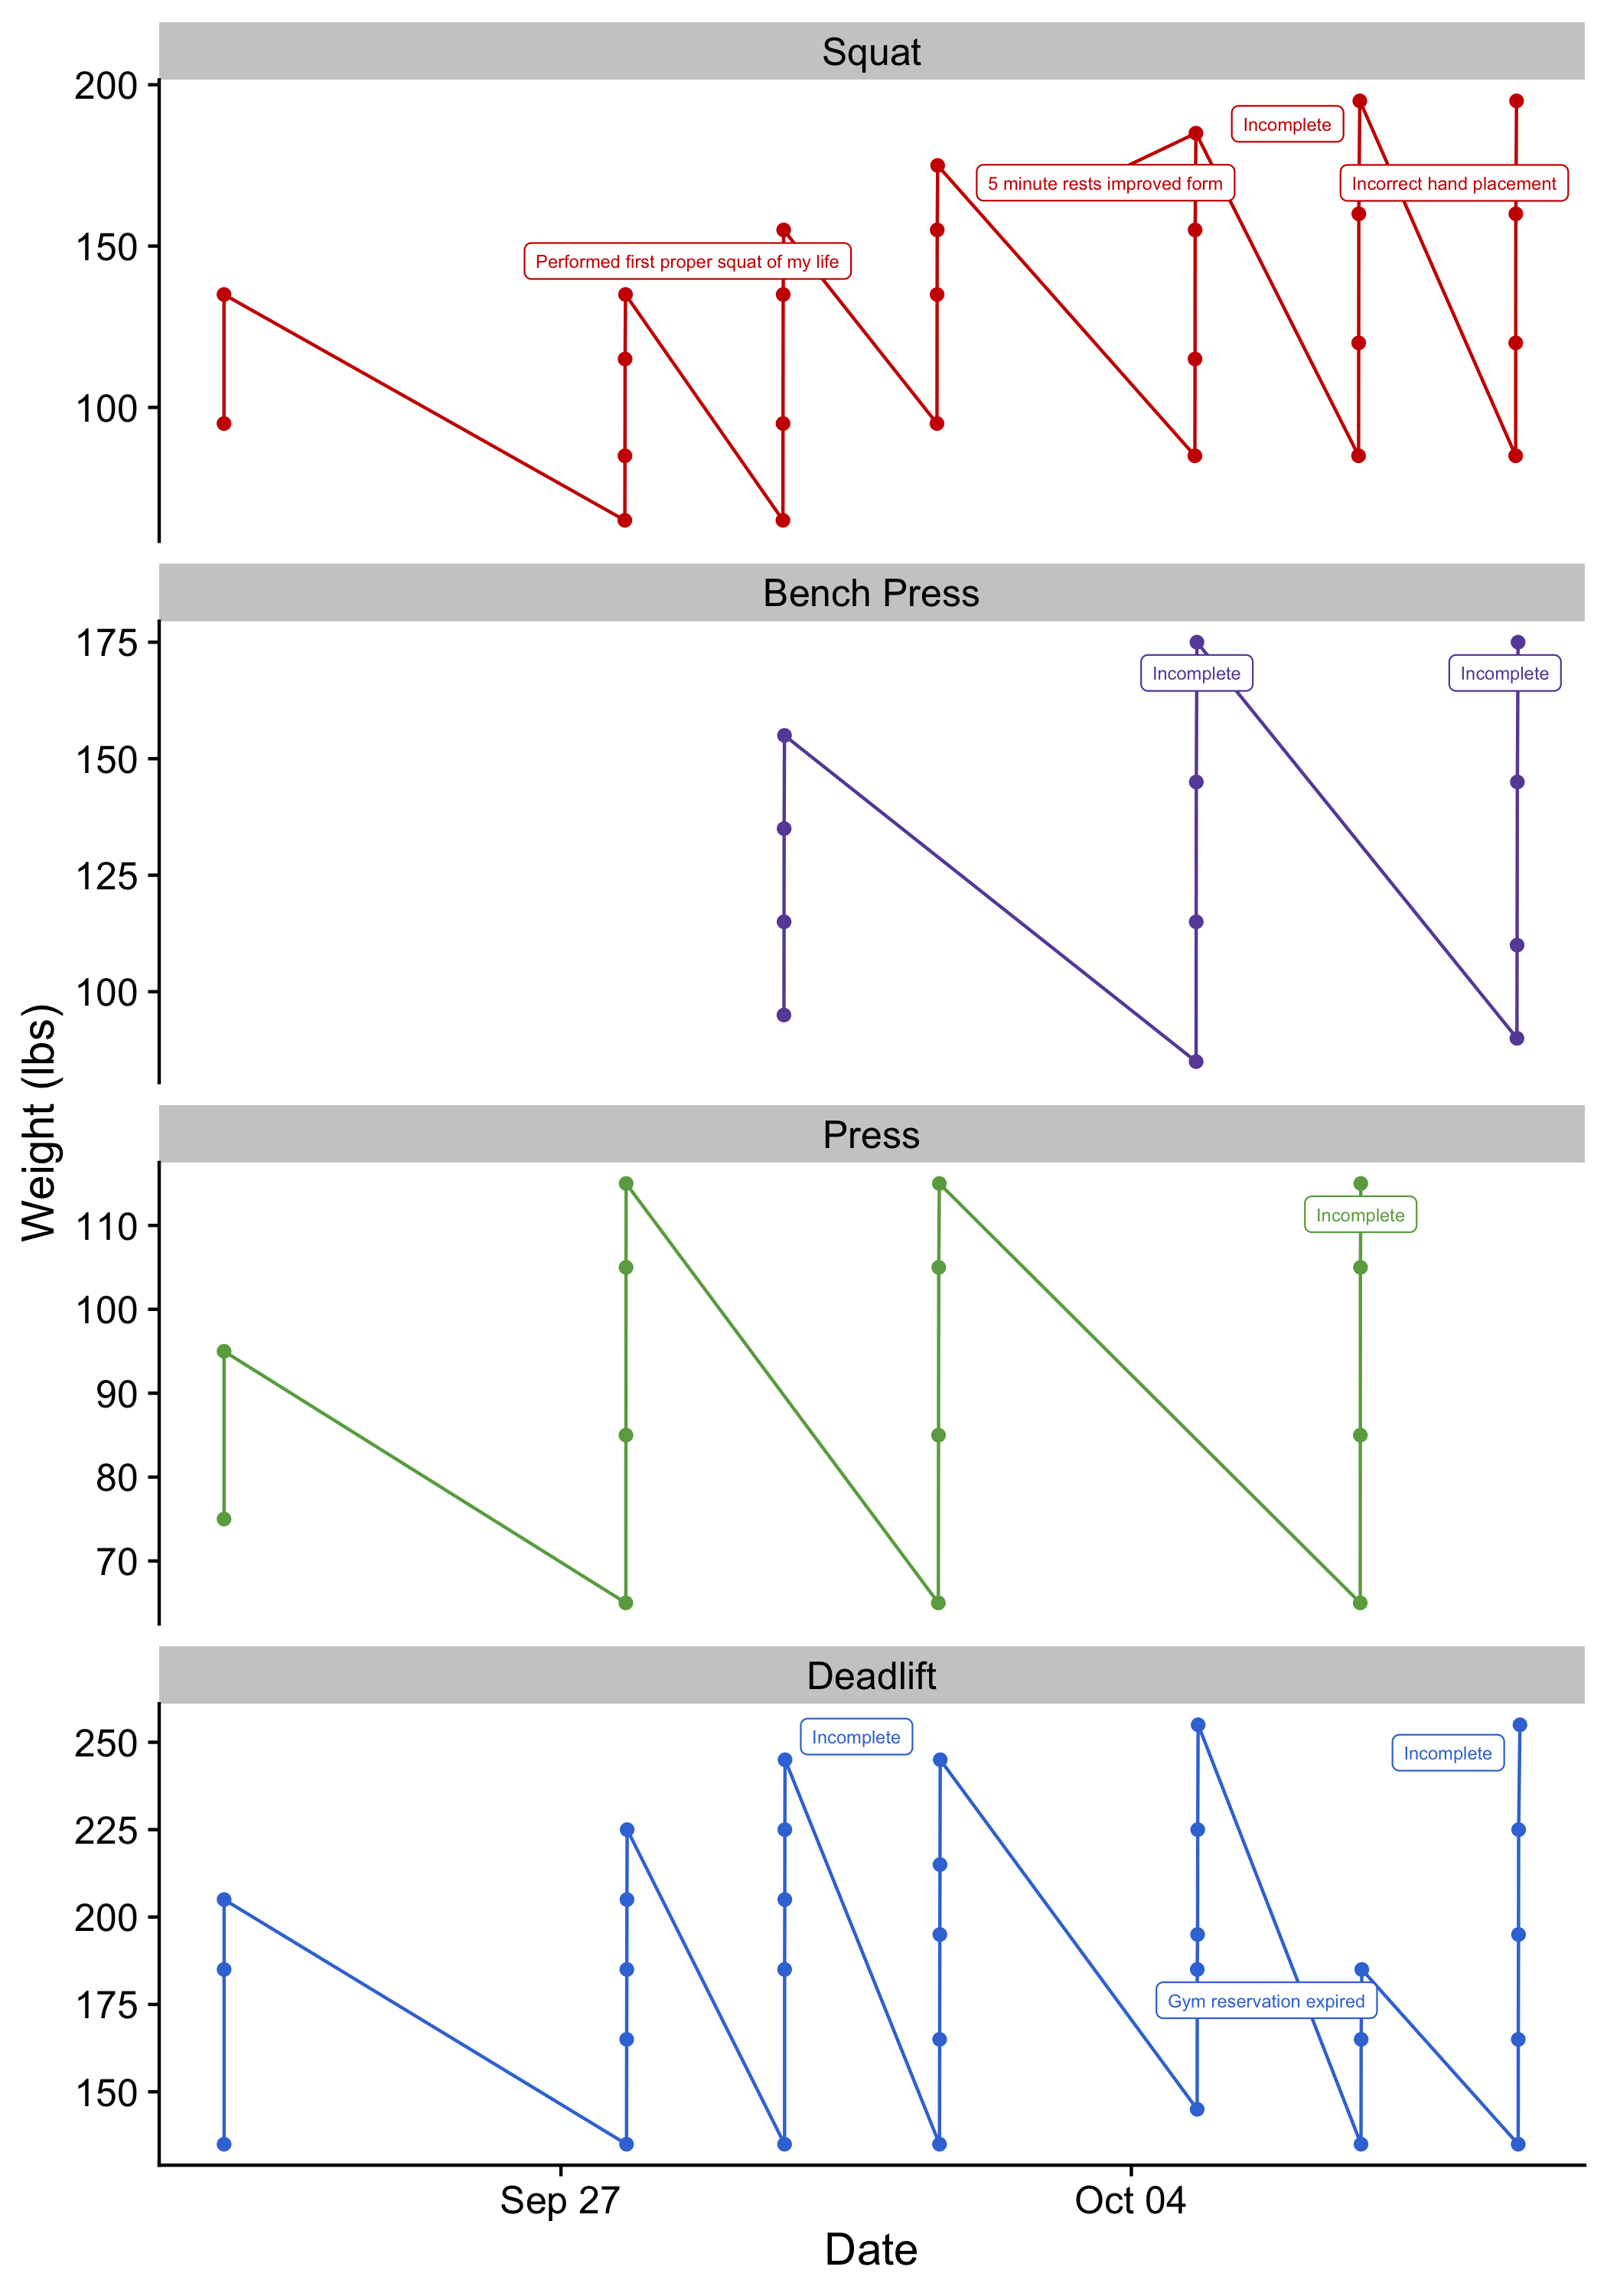 Squat
200
150
100
Incomplete
5 minute rests improved form
Incorrect hand placement
Performed first proper squat of my life
Bench Press
175
150
125
100
Incomplete
Incomplete
Weight (lbs)
Press
110
100
90
80
70
Incomplete
Deadlift
250
225
200
175
150
Incomplete
Incomplete
Gym reservation expired
Sep 27
Oct 04
Date